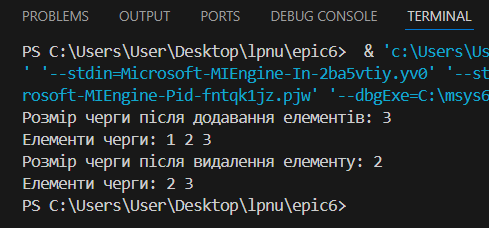 PROBLEMS OUTPUT PORTS DEBUG CONSOLE TERMINAL
PS C:\Users\User\Desktop\lpnu\epic6> & 'c:\Users\Us
' '--stdin=Microsoft-MIEngine-In-2ba5vtiy.yv0' '--st
rosoft-MIEngine-Pid-fntqk1jz.pjw' '--dbgExe=C:\msys6
Розмір черги після додавання елементів: 3
Елементи черги: 1 2 3
Розмір черги після видалення елементу: 2
Елементи черги: 2 3
PS C:\Users\User\Desktop\lpnu\epic6>